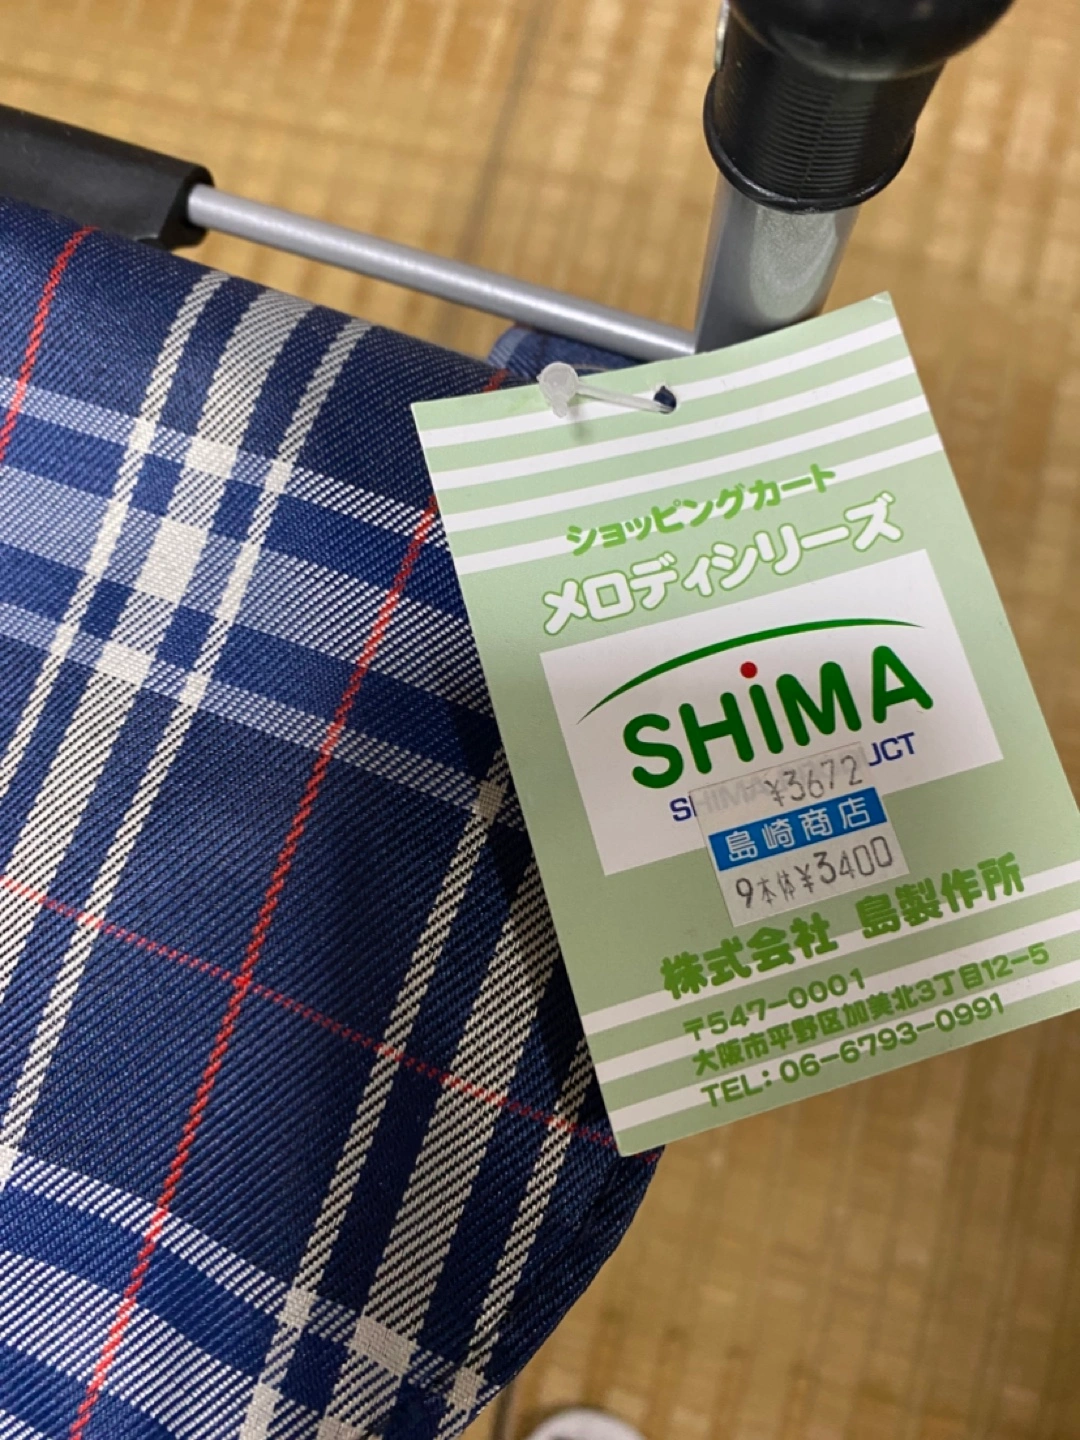 ショッピングカート
メロディシリーズ
SHiMA
¥3672
島崎商店
9本体¥3400
株式会社 島製作所
〒547-0001
大阪市平野区加美北3丁目12-5
TEL：06-6793-0991